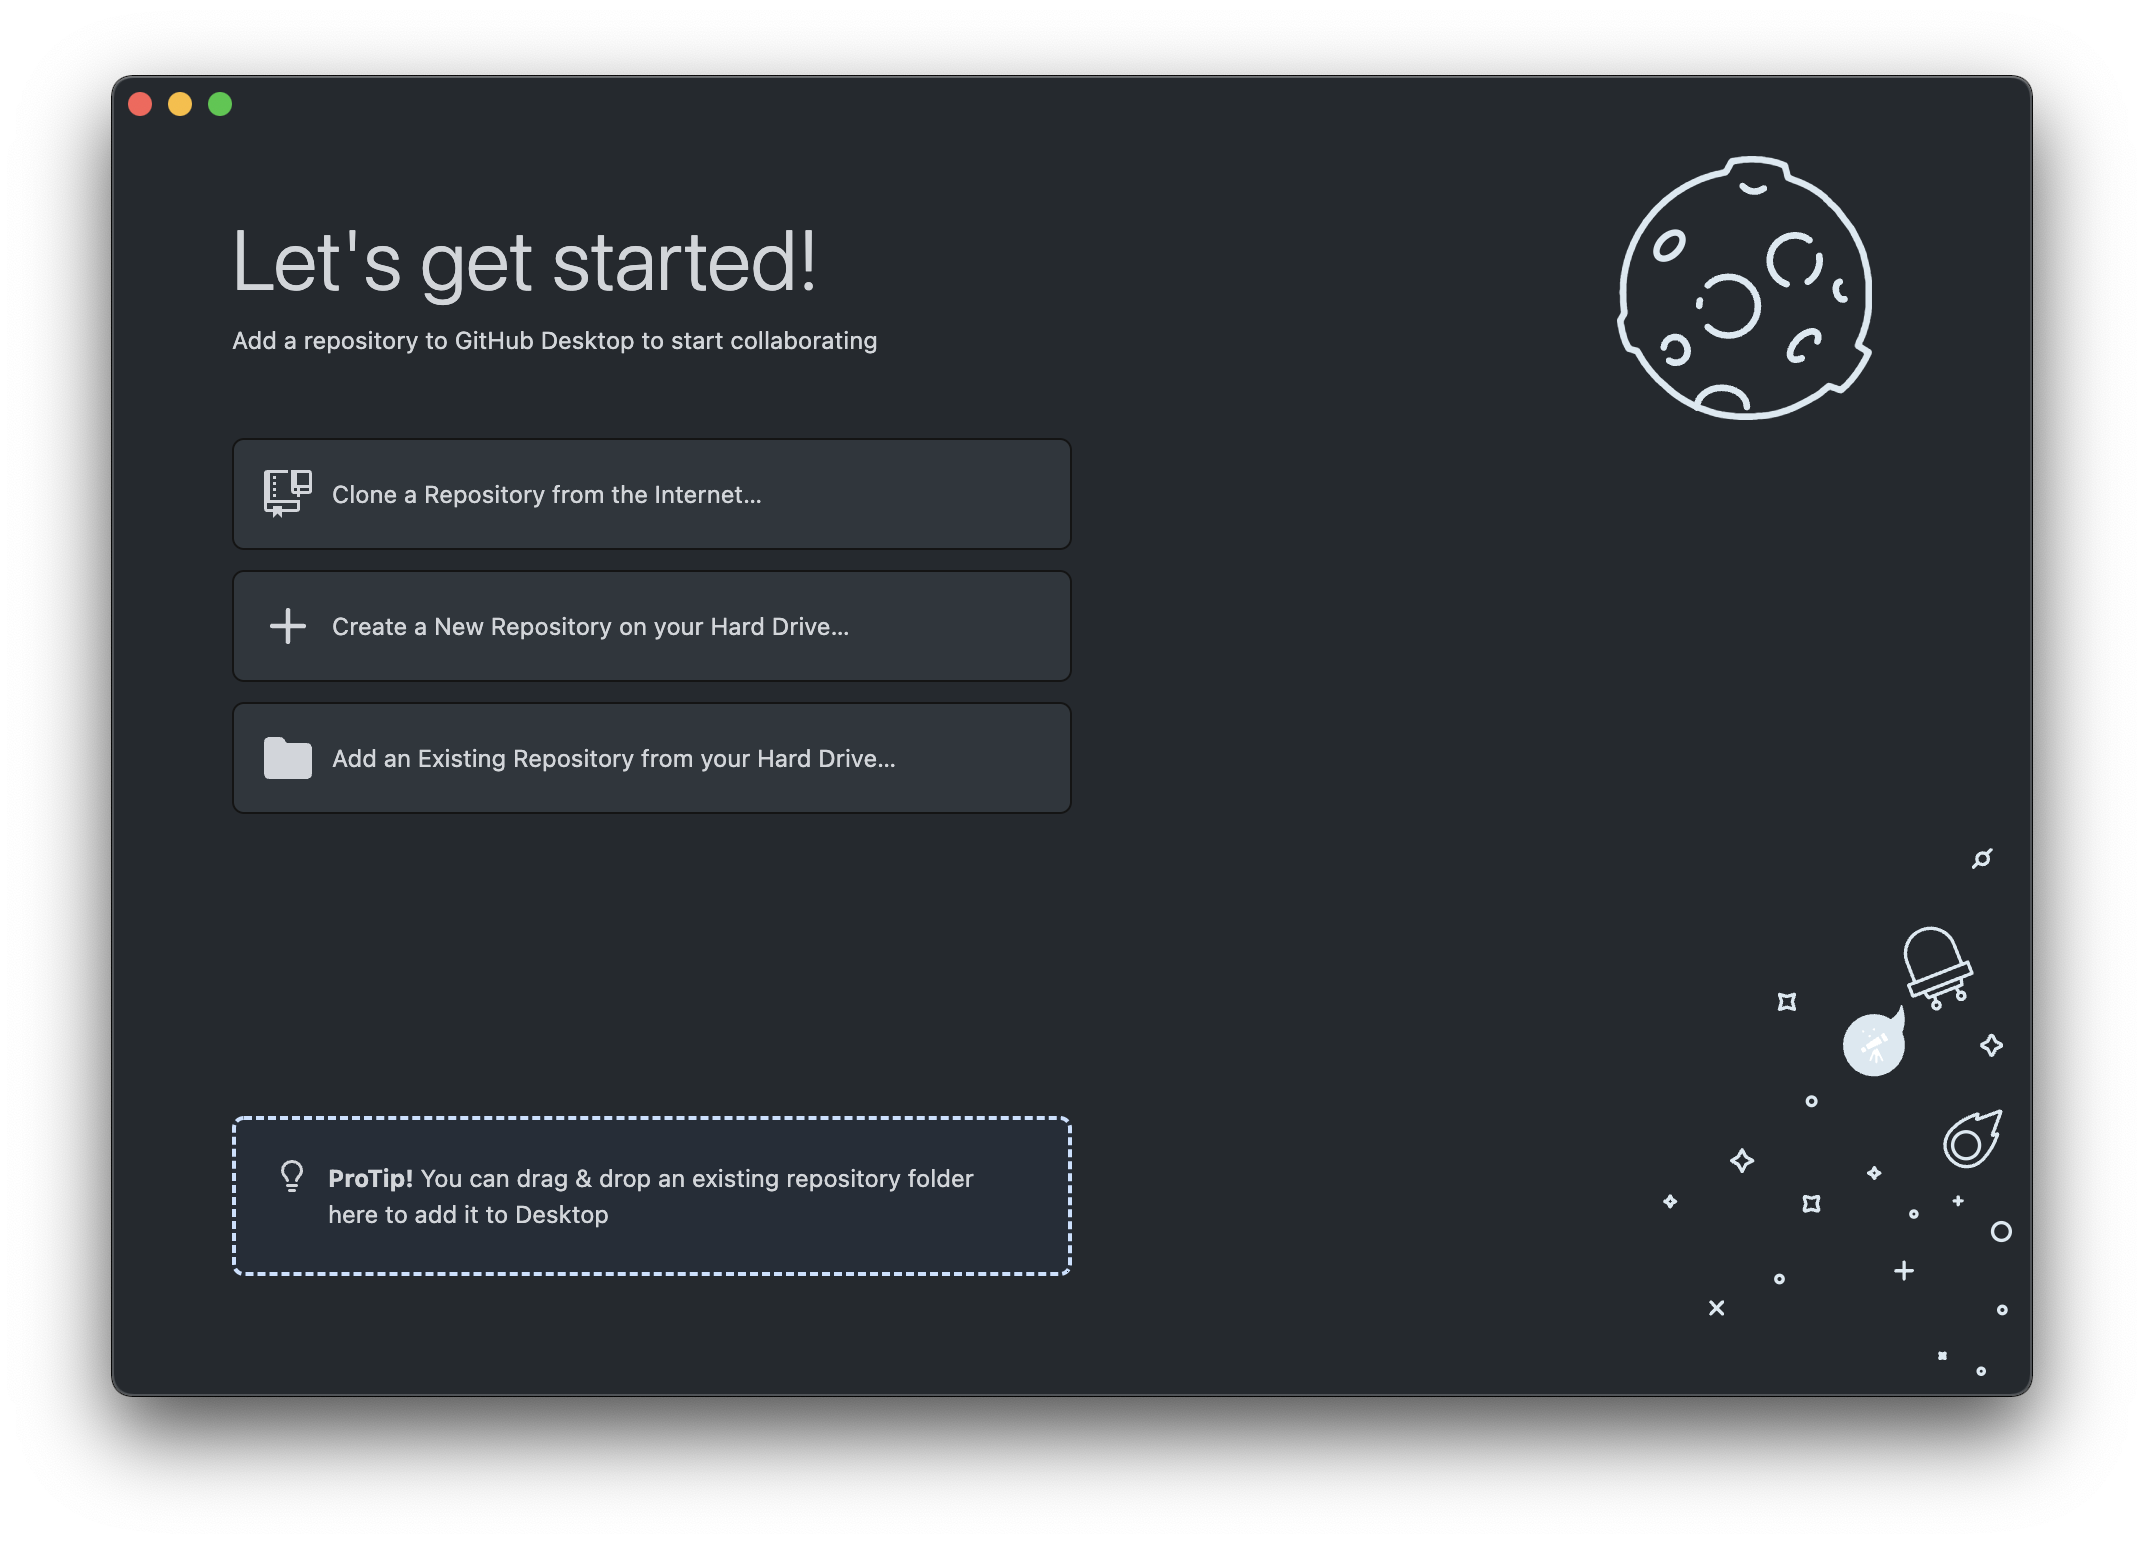 Let's get started!
Add a repository to GitHub Desktop to start collaborating
Clone a Repository from the Internet...
Create a New Repository on your Hard Drive...
Add an Existing Repository from your Hard Drive...
ProTip! You can drag & drop an existing repository folder
here to add it to Desktop